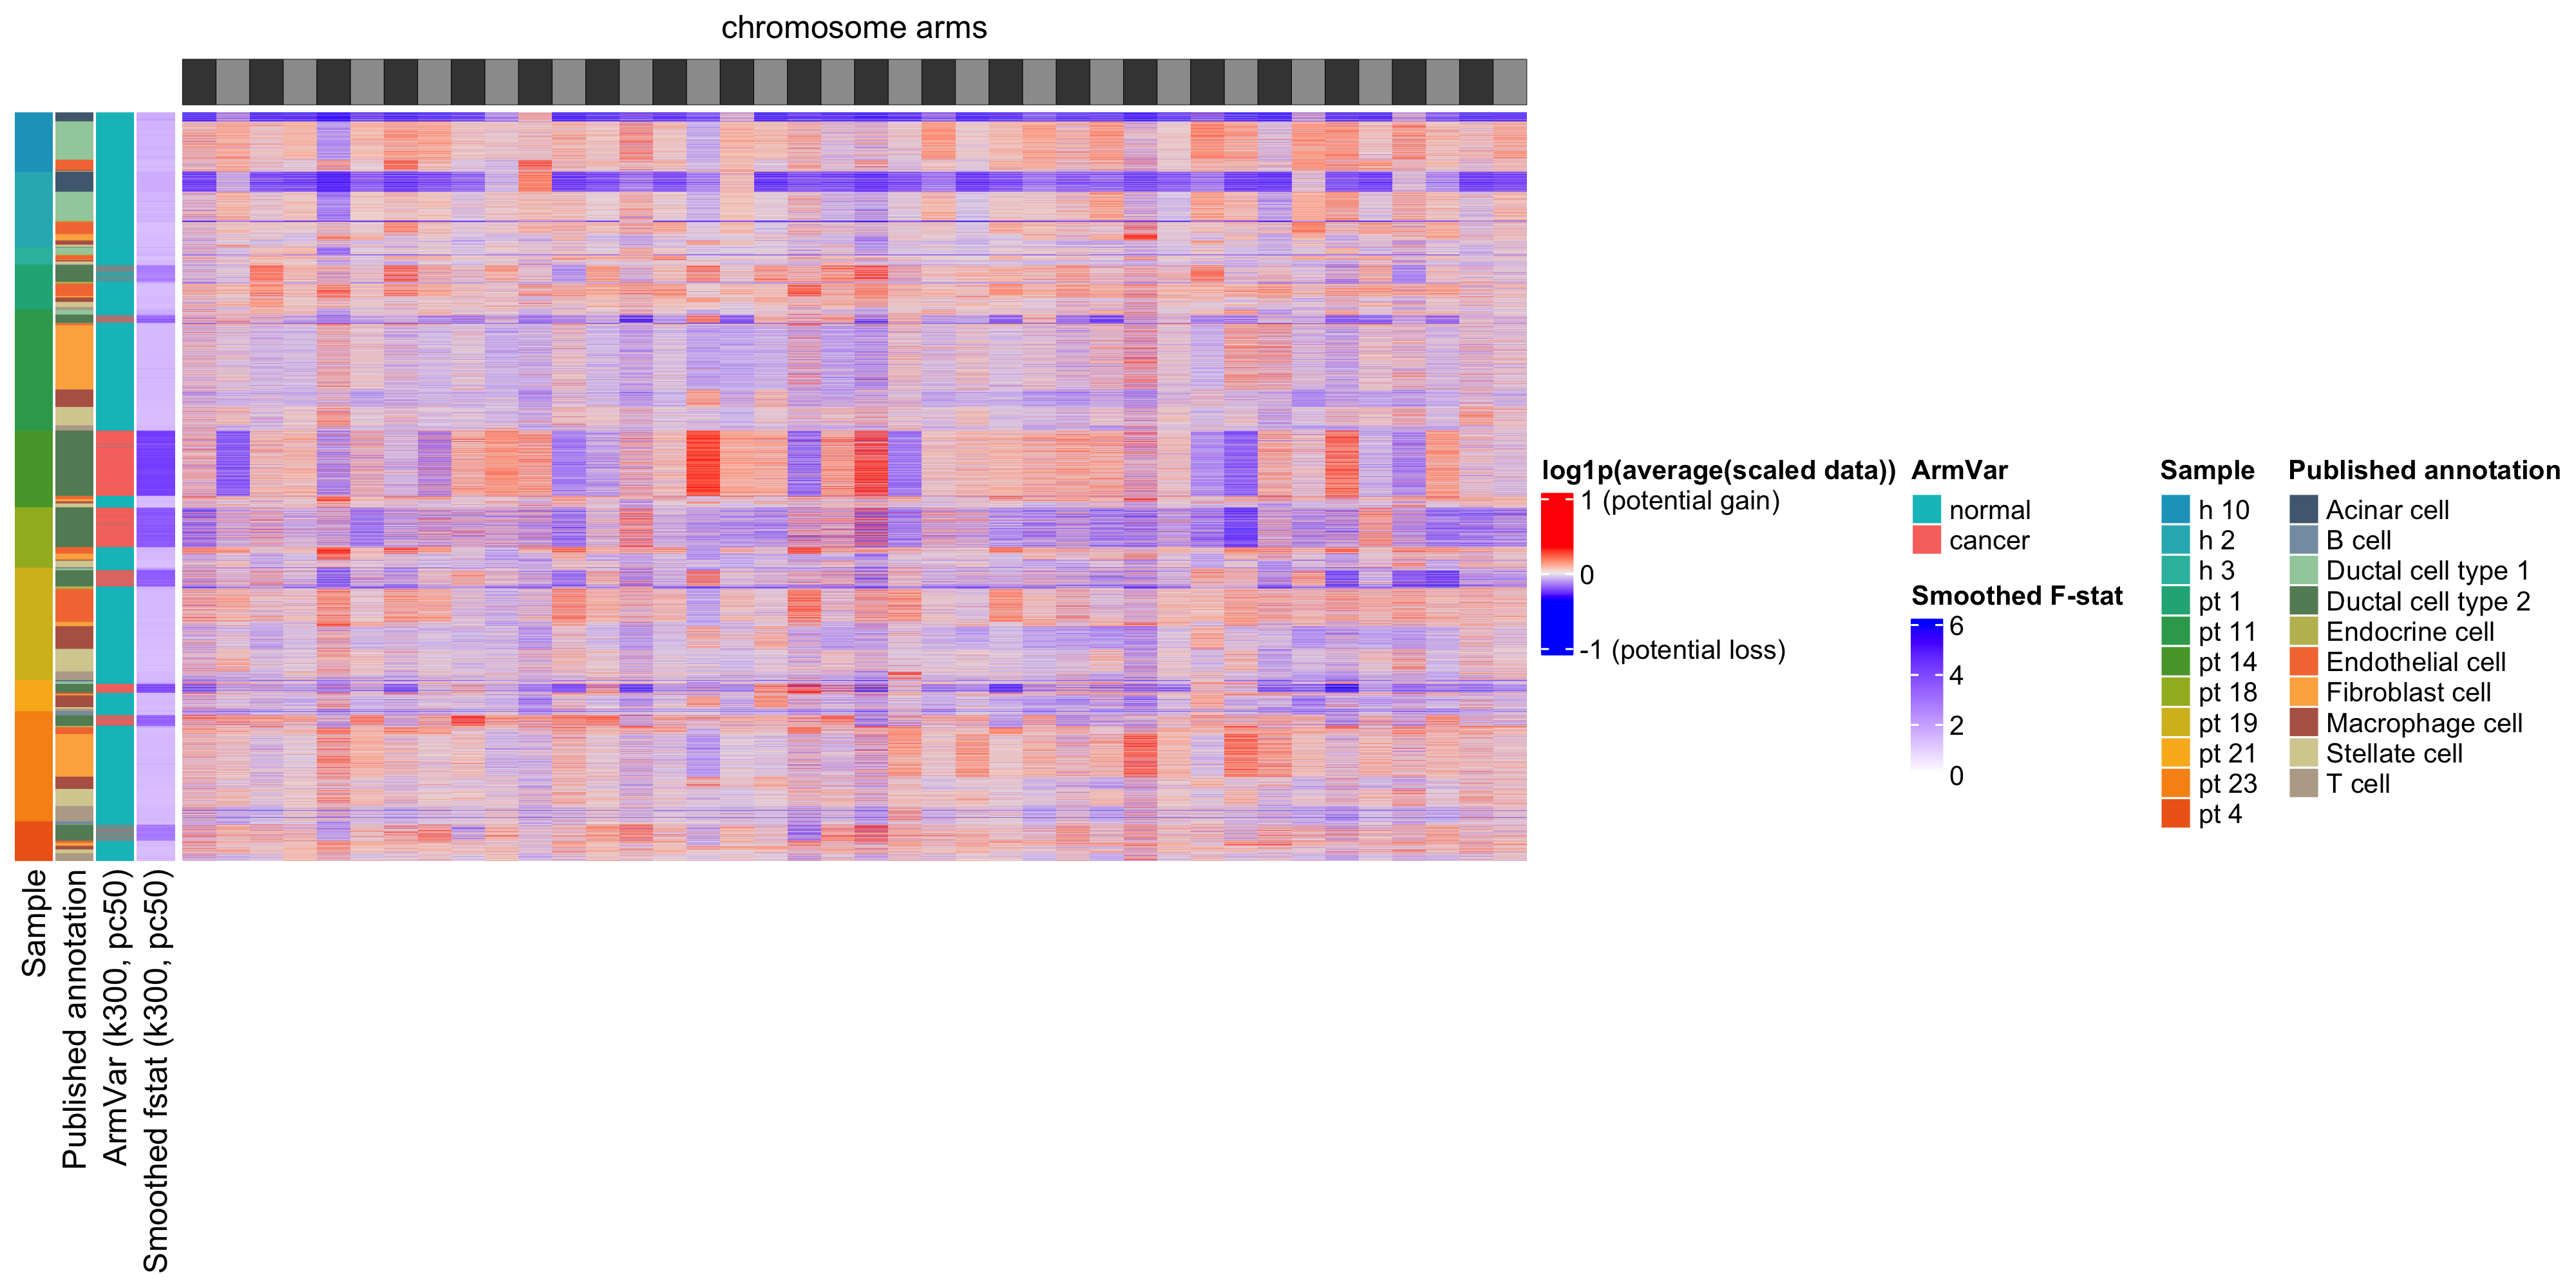 chromosome arms
log1p(average(scaled data))
1 (potential gain)
0
-1 (potential loss)
ArmVar
normal
cancer
Smoothed F-stat
6
4
2
0
Sample
h 10
h 2
h 3
pt 1
pt 11
pt 14
pt 18
pt 19
pt 21
pt 23
pt 4
Published annotation
Acinar cell
B cell
Ductal cell type 1
Ductal cell type 2
Endocrine cell
Endothelial cell
Fibroblast cell
Macrophage cell
Stellate cell
T cell
Sample
Published annotation
ArmVar (k300, pc50)
Smoothed fstat (k300, pc50)